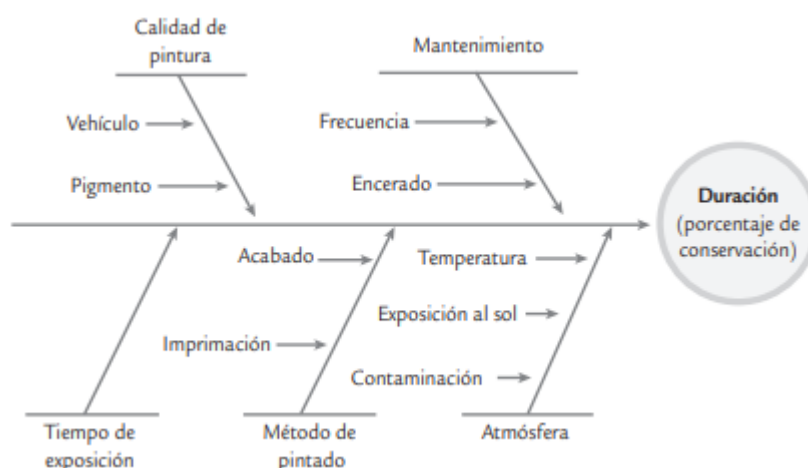 Calidad de
pintura
Mantenimiento
Vehículo
Frecuencia
Pigmento
Encerado
Duración
(porcentaje de
conservación)
Acabado
Temperatura
Exposición al sol
Imprimación
Contaminación
Tiempo de
exposición
Método de
pintado
Atmósfera